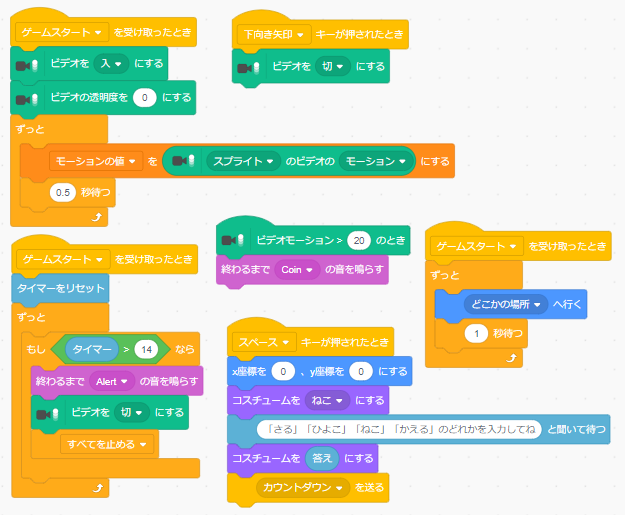 ゲームスタート を受け取ったとき
ビデオを 入 にする
ビデオの透明度を 0 にする
ずっと
モーションの値 を スプライト のビデオの モーション にする
0.5 秒待つ
下向き矢印 キーが押されたとき
ビデオを 切 にする
ゲームスタート を受け取ったとき
タイマーをリセット
ずっと
もし タイマー > 14 なら
終わるまで Alert の音を鳴らす
ビデオを 切 にする
すべてを止める
ビデオモーション > 20 のとき
終わるまで Coin の音を鳴らす
スペース キーが押されたとき
x座標を 0 、y座標を 0 にする
コスチュームを ねこ にする
「さる」「ひよこ」「ねこ」「かえる」のどれかを入力してね と聞いて待つ
コスチュームを 答え にする
カウントダウン を送る
ゲームスタート を受け取ったとき
ずっと
どこかの場所 へ行く
1 秒待つ